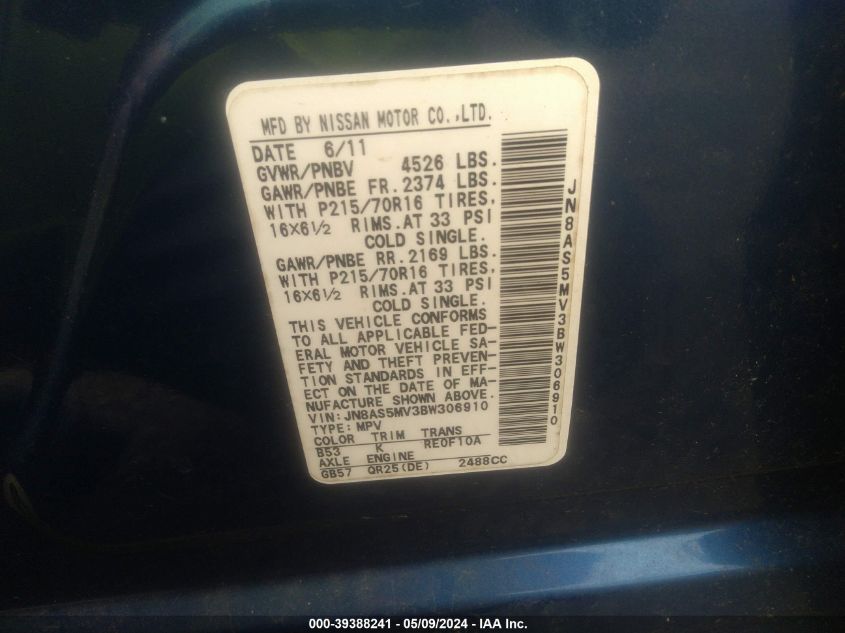 MFD BY NISSAN MOTOR CO.,LTD.
DATE 6/11
GVWR/PNBV 4526 LBS.
GAWR/PNBE FR. 2374 LBS.
WITH P215/70R16 TIRES,
16X6½ RIMS. AT 33 PSI
COLD SINGLE.
GAWR/PNBE RR. 2169 LBS.
WITH P215/70R16 TIRES,
16X6½ RIMS. AT 33 PSI
COLD SINGLE.
THIS VEHICLE CONFORMS
TO ALL APPLICABLE FED-
ERAL MOTOR VEHICLE SA-
FETY AND THEFT PREVEN-
TION STANDARDS IN EFF-
ECT ON THE DATE OF MA-
NUFACTURE SHOWN ABOVE.
VIN: JN8AS5MV3BW306910
TYPE: MPV
COLOR TRIM TRANS
B53 K RE0F10A
AXLE ENGINE
GB57 QR25(DE) 2488CC
JN8AS5MV3BW306910
000-39388241 - 05/09/2024 - IAA Inc.